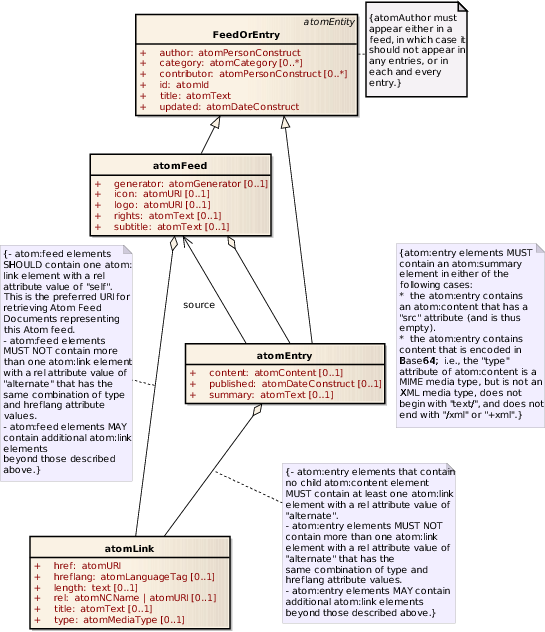 atomEntity
FeedOrEntry
+ author: atomPersonConstruct
+ category: atomCategory [0..*]
+ contributor: atomPersonConstruct [0..*]
+ id: atomId
+ title: atomText
+ updated: atomDateConstruct
{atomAuthor must
appear either in a
feed, in which case it
should not appear in
any entries, or in
each and every
entry.}
atomFeed
+ generator: atomGenerator [0..1]
+ icon: atomURI [0..1]
+ logo: atomURI [0..1]
+ rights: atomText [0..1]
+ subtitle: atomText [0..1]
{- atom:feed elements
SHOULD contain one atom:
link element with a rel
attribute value of "self".
This is the preferred URI for
retrieving Atom Feed
Documents representing
this Atom feed.
- atom:feed elements
MUST NOT contain more
than one atom:link element
with a rel attribute value of
"alternate" that has the
same combination of type
and hreflang attribute
values.
- atom:feed elements MAY
contain additional atom:link
elements
beyond those described
above.}
source
{atom:entry elements MUST
contain an atom:summary
element in either of the
following cases:
* the atom:entry contains
an atom:content that has a
"src" attribute (and is thus
empty).
* the atom:entry contains
content that is encoded in
Base64; i.e., the "type"
attribute of atom:content is a
MIME media type, but is not an
XML media type, does not
begin with "text/", and does not
end with "/xml" or "+xml".}
atomEntry
+ content: atomContent [0..1]
+ published: atomDateConstruct [0..1]
+ summary: atomText [0..1]
{- atom:entry elements that contain
no child atom:content element
MUST contain at least one atom:link
element with a rel attribute value of
"alternate".
- atom:entry elements MUST NOT
contain more than one atom:link
element with a rel attribute value of
"alternate" that has the
same combination of type and
hreflang attribute values.
- atom:entry elements MAY contain
additional atom:link elements
beyond those described above.}
atomLink
+ href: atomURI
+ hreflang: atomLanguageTag [0..1]
+ length: text [0..1]
+ rel: atomNCName | atomURI [0..1]
+ title: atomText [0..1]
+ type: atomMediaType [0..1]